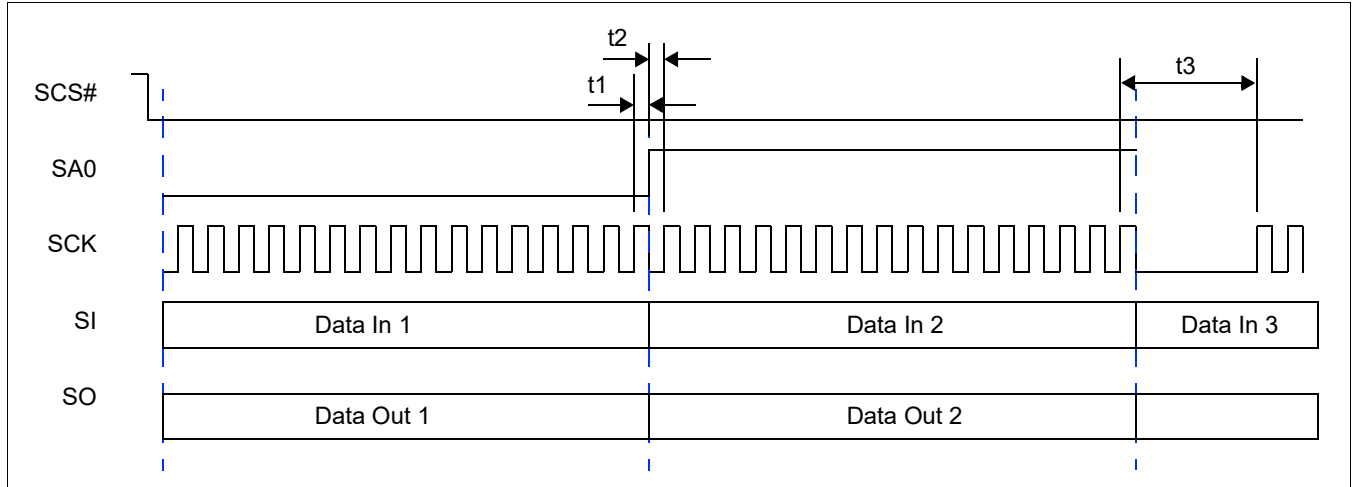 t2
t3
SCS#
t1
SA0
SCK
SI
Data In 1
Data In 2
Data In 3
SO
Data Out 1
Data Out 2